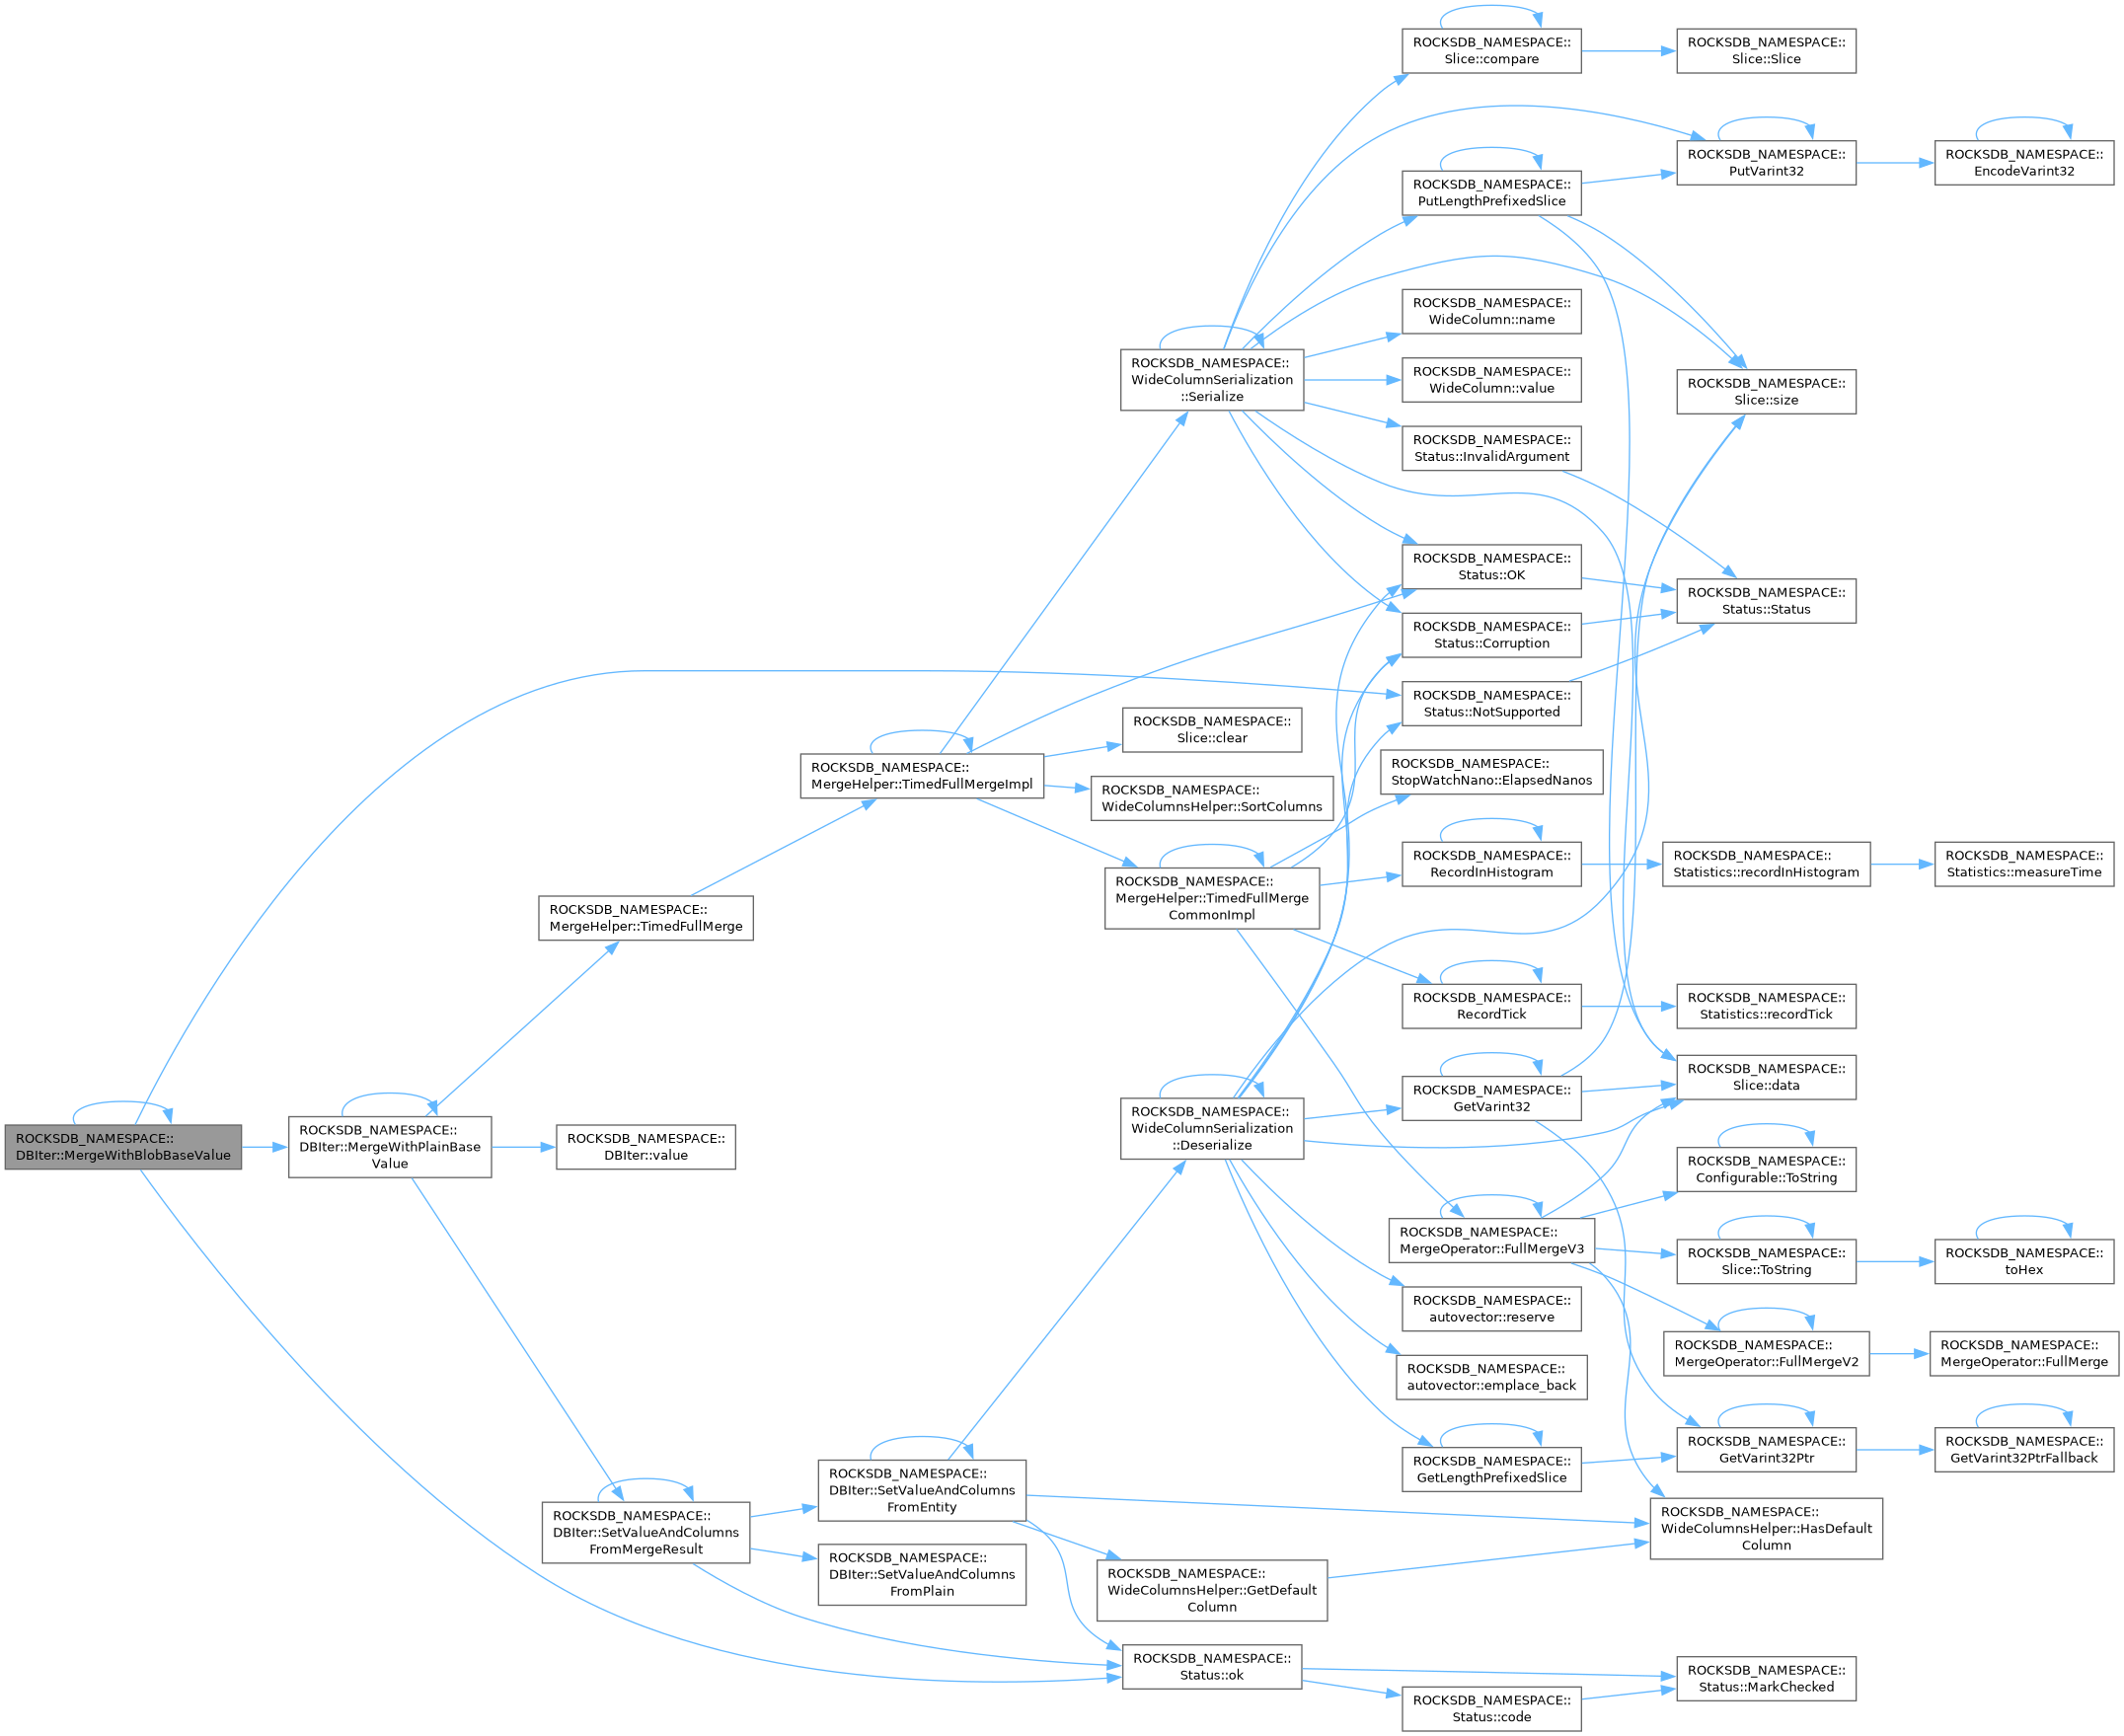 ROCKSDB_NAMESPACE::
DBIter::MergeWithBlobBaseValue
ROCKSDB_NAMESPACE::
DBIter::MergeWithPlainBase
Value
ROCKSDB_NAMESPACE::
MergeHelper::TimedFullMerge
ROCKSDB_NAMESPACE::
DBIter::value
ROCKSDB_NAMESPACE::
DBIter::SetValueAndColumns
FromMergeResult
ROCKSDB_NAMESPACE::
MergeHelper::TimedFullMergeImpl
ROCKSDB_NAMESPACE::
DBIter::SetValueAndColumns
FromEntity
ROCKSDB_NAMESPACE::
DBIter::SetValueAndColumns
FromPlain
ROCKSDB_NAMESPACE::
WideColumnSerialization
::Serialize
ROCKSDB_NAMESPACE::
Slice::clear
ROCKSDB_NAMESPACE::
WideColumnsHelper::SortColumns
ROCKSDB_NAMESPACE::
MergeHelper::TimedFullMerge
CommonImpl
ROCKSDB_NAMESPACE::
WideColumnSerialization
::Deserialize
ROCKSDB_NAMESPACE::
WideColumnsHelper::GetDefault
Column
ROCKSDB_NAMESPACE::
Status::ok
ROCKSDB_NAMESPACE::
Slice::compare
ROCKSDB_NAMESPACE::
PutLengthPrefixedSlice
ROCKSDB_NAMESPACE::
WideColumn::name
ROCKSDB_NAMESPACE::
WideColumn::value
ROCKSDB_NAMESPACE::
Status::InvalidArgument
ROCKSDB_NAMESPACE::
Status::OK
ROCKSDB_NAMESPACE::
Status::Corruption
ROCKSDB_NAMESPACE::
Status::NotSupported
ROCKSDB_NAMESPACE::
StopWatchNano::ElapsedNanos
ROCKSDB_NAMESPACE::
RecordInHistogram
ROCKSDB_NAMESPACE::
RecordTick
ROCKSDB_NAMESPACE::
GetVarint32
ROCKSDB_NAMESPACE::
MergeOperator::FullMergeV3
ROCKSDB_NAMESPACE::
autovector::reserve
ROCKSDB_NAMESPACE::
autovector::emplace_back
ROCKSDB_NAMESPACE::
GetLengthPrefixedSlice
ROCKSDB_NAMESPACE::
Status::code
ROCKSDB_NAMESPACE::
Slice::Slice
ROCKSDB_NAMESPACE::
PutVarint32
ROCKSDB_NAMESPACE::
Slice::size
ROCKSDB_NAMESPACE::
Status::Status
ROCKSDB_NAMESPACE::
Statistics::recordInHistogram
ROCKSDB_NAMESPACE::
Statistics::recordTick
ROCKSDB_NAMESPACE::
Slice::data
ROCKSDB_NAMESPACE::
Configurable::ToString
ROCKSDB_NAMESPACE::
Slice::ToString
ROCKSDB_NAMESPACE::
MergeOperator::FullMergeV2
ROCKSDB_NAMESPACE::
GetVarint32Ptr
ROCKSDB_NAMESPACE::
WideColumnsHelper::HasDefault
Column
ROCKSDB_NAMESPACE::
Status::MarkChecked
ROCKSDB_NAMESPACE::
EncodeVarint32
ROCKSDB_NAMESPACE::
Statistics::measureTime
ROCKSDB_NAMESPACE::
toHex
ROCKSDB_NAMESPACE::
MergeOperator::FullMerge
ROCKSDB_NAMESPACE::
GetVarint32PtrFallback